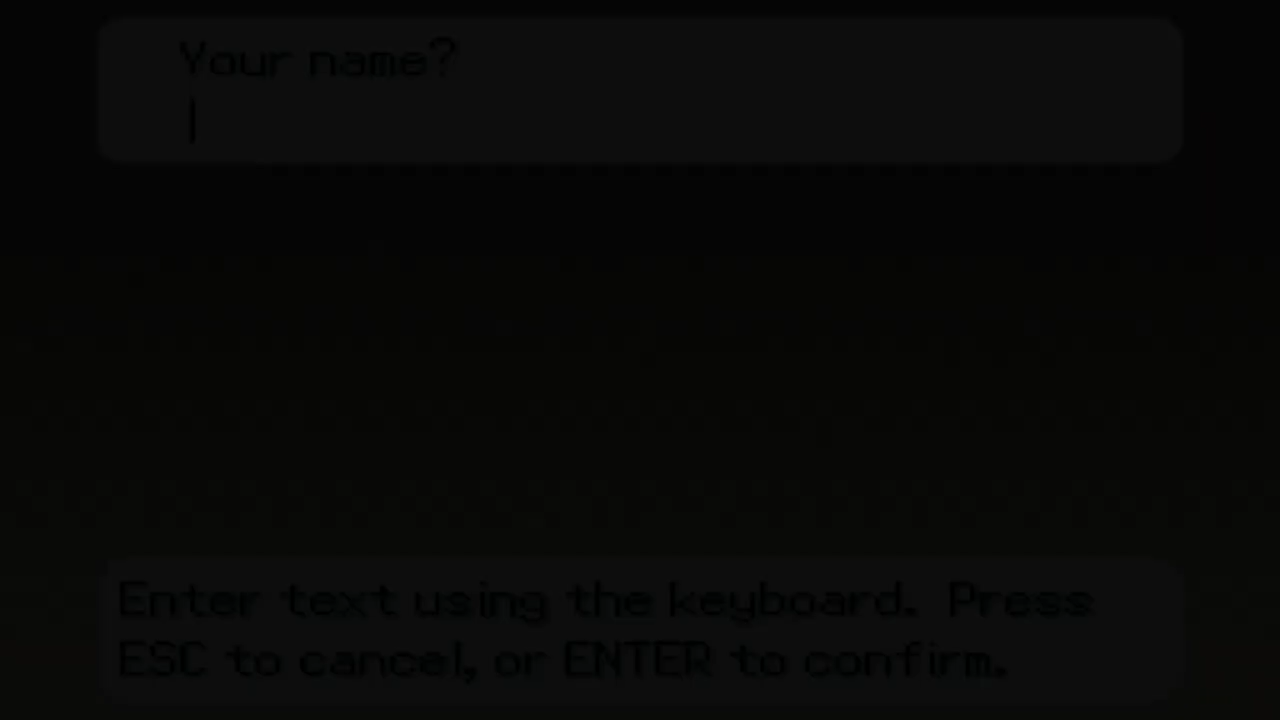 Your name?
Enter text using the keyboard. Press
ESC to cancel, or ENTER to confirm.